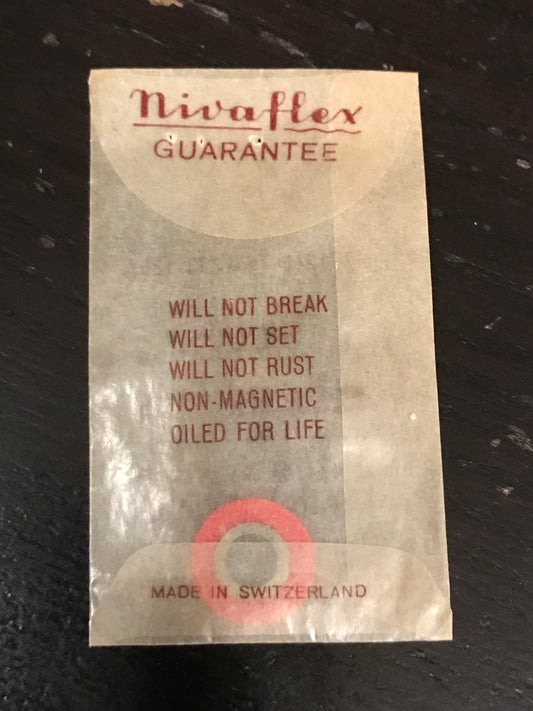 Nivaflex
GUARANTEE
WILL NOT BREAK
WILL NOT SET
WILL NOT RUST
NON-MAGNETIC
OILED FOR LIFE
MADE IN SWITZERLAND